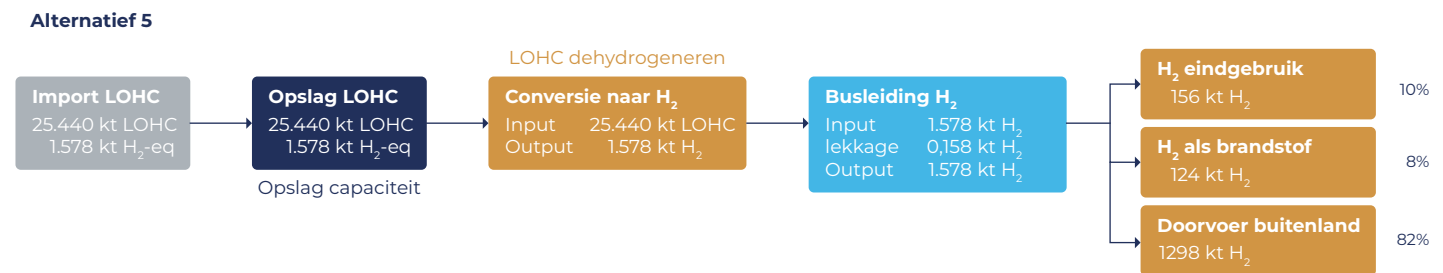 Alternatief 5
Import LOHC
25.440 kt LOHC
1.578 kt H₂-eq
Opslag LOHC
25.440 kt LOHC
1.578 kt H₂-eq
Opslag capaciteit
LOHC dehydrogeneren
Conversie naar H₂
Input 25.440 kt LOHC
Output 1.578 kt H₂
Busleiding H₂
Input 1.578 kt H₂
lekkage 0,158 kt H₂
Output 1.578 kt H₂
H₂ eindgebruik
156 kt H₂
10%
H₂ als brandstof
124 kt H₂
8%
Doorvoer buitenland
1298 kt H₂
82%